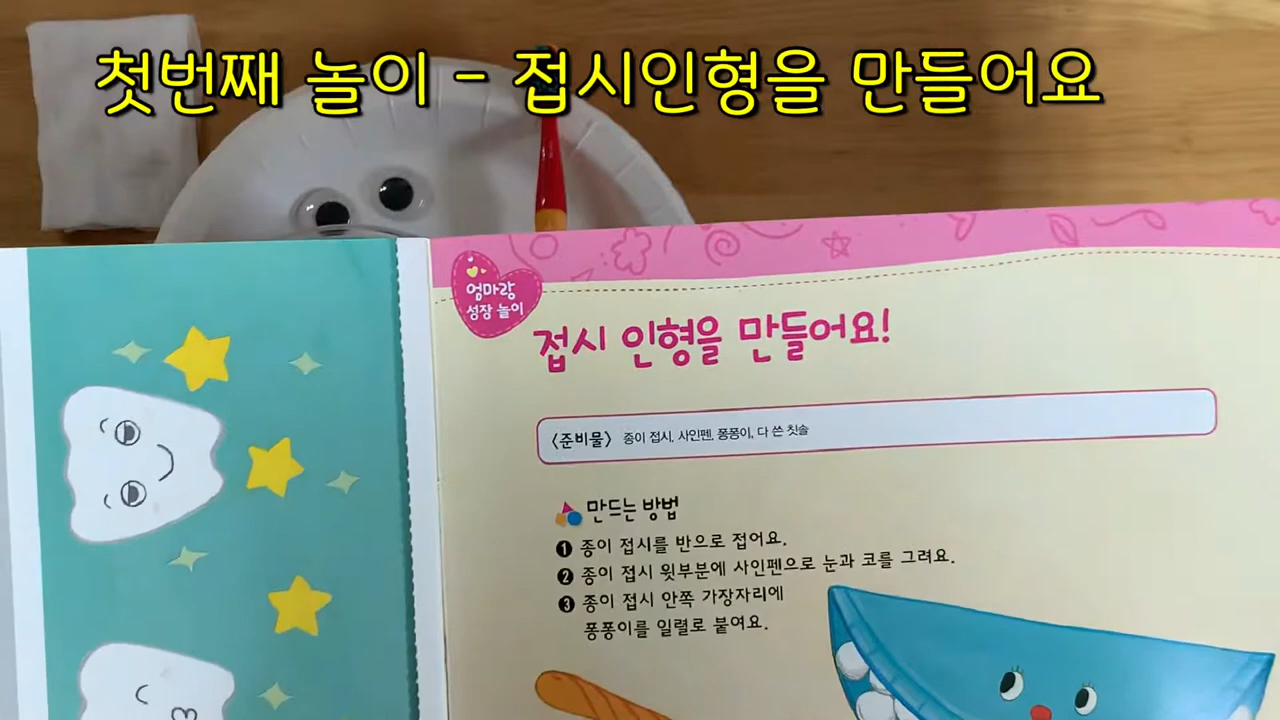 첫번째 놀이 - 접시인형을 만들어요
엄마랑
성장 놀이
접시 인형을 만들어요!
<준비물> 종이 접시, 사인펜, 퐁퐁이, 다 쓴 칫솔
만드는 방법
1 종이 접시를 반으로 접어요.
2 종이 접시 윗부분에 사인펜으로 눈과 코를 그려요.
3 종이 접시 안쪽 가장자리에
퐁퐁이를 일렬로 붙여요.